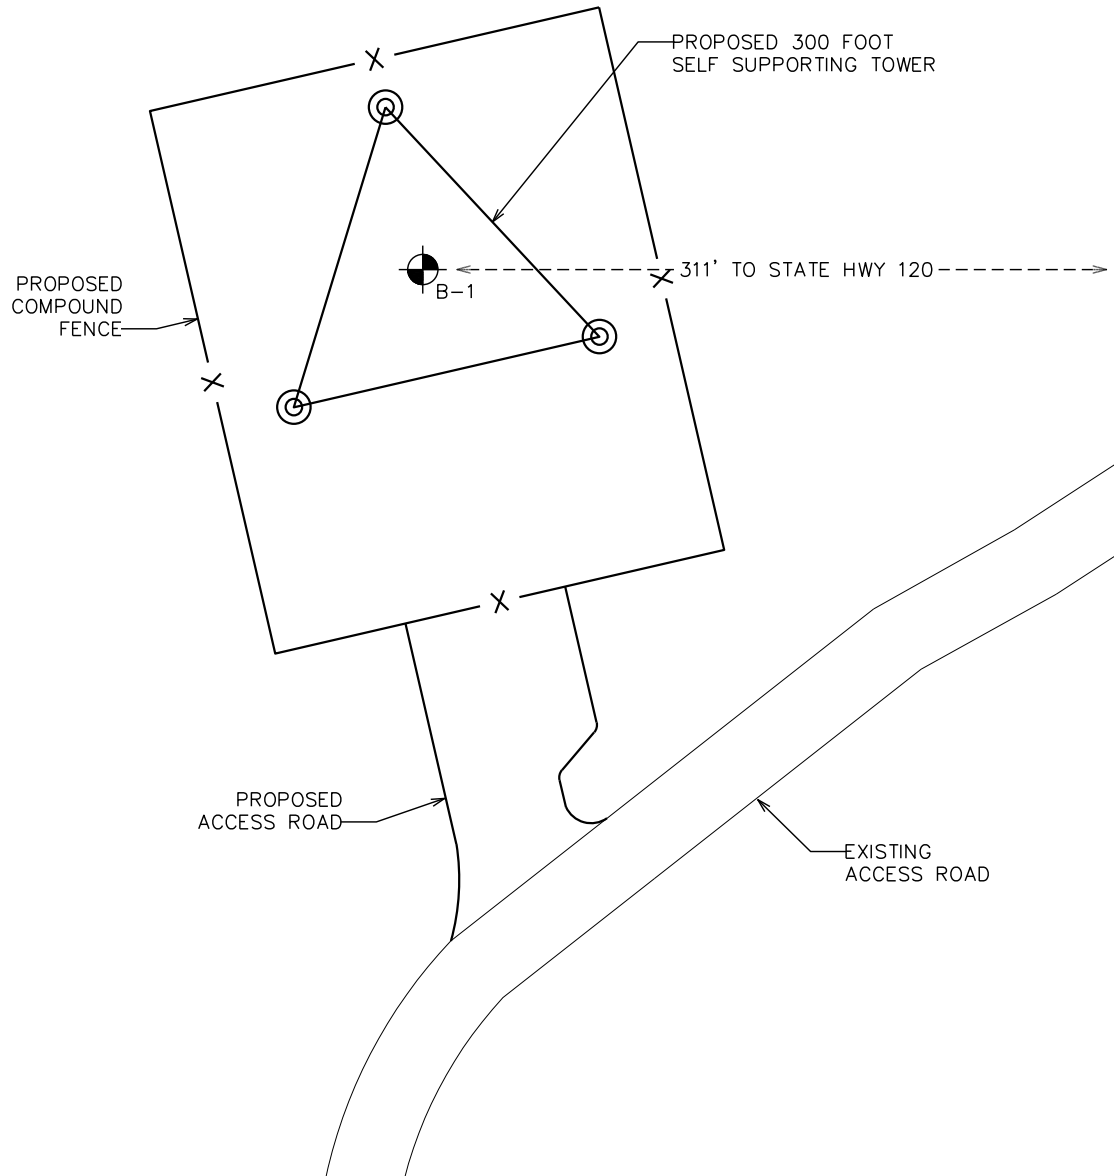 PROPOSED 300 FOOT
SELF SUPPORTING TOWER
PROPOSED
COMPOUND
FENCE
X
X
X
X
B-1
311' TO STATE HWY 120
PROPOSED
ACCESS ROAD
EXISTING
ACCESS ROAD